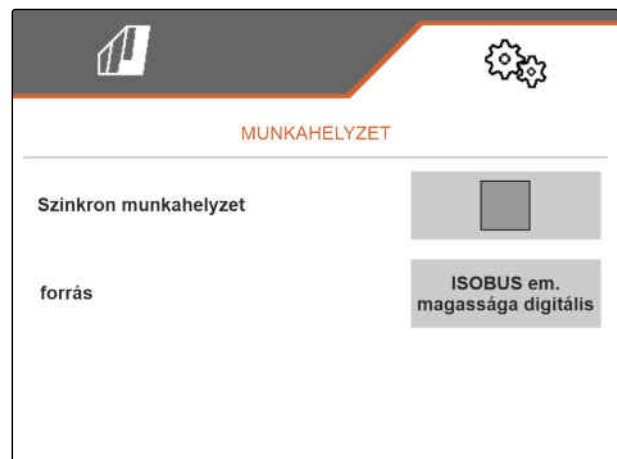 MUNKAHELYZET
Szinkron munkahelyzet
forrás
ISOBUS em.
magassága digitális